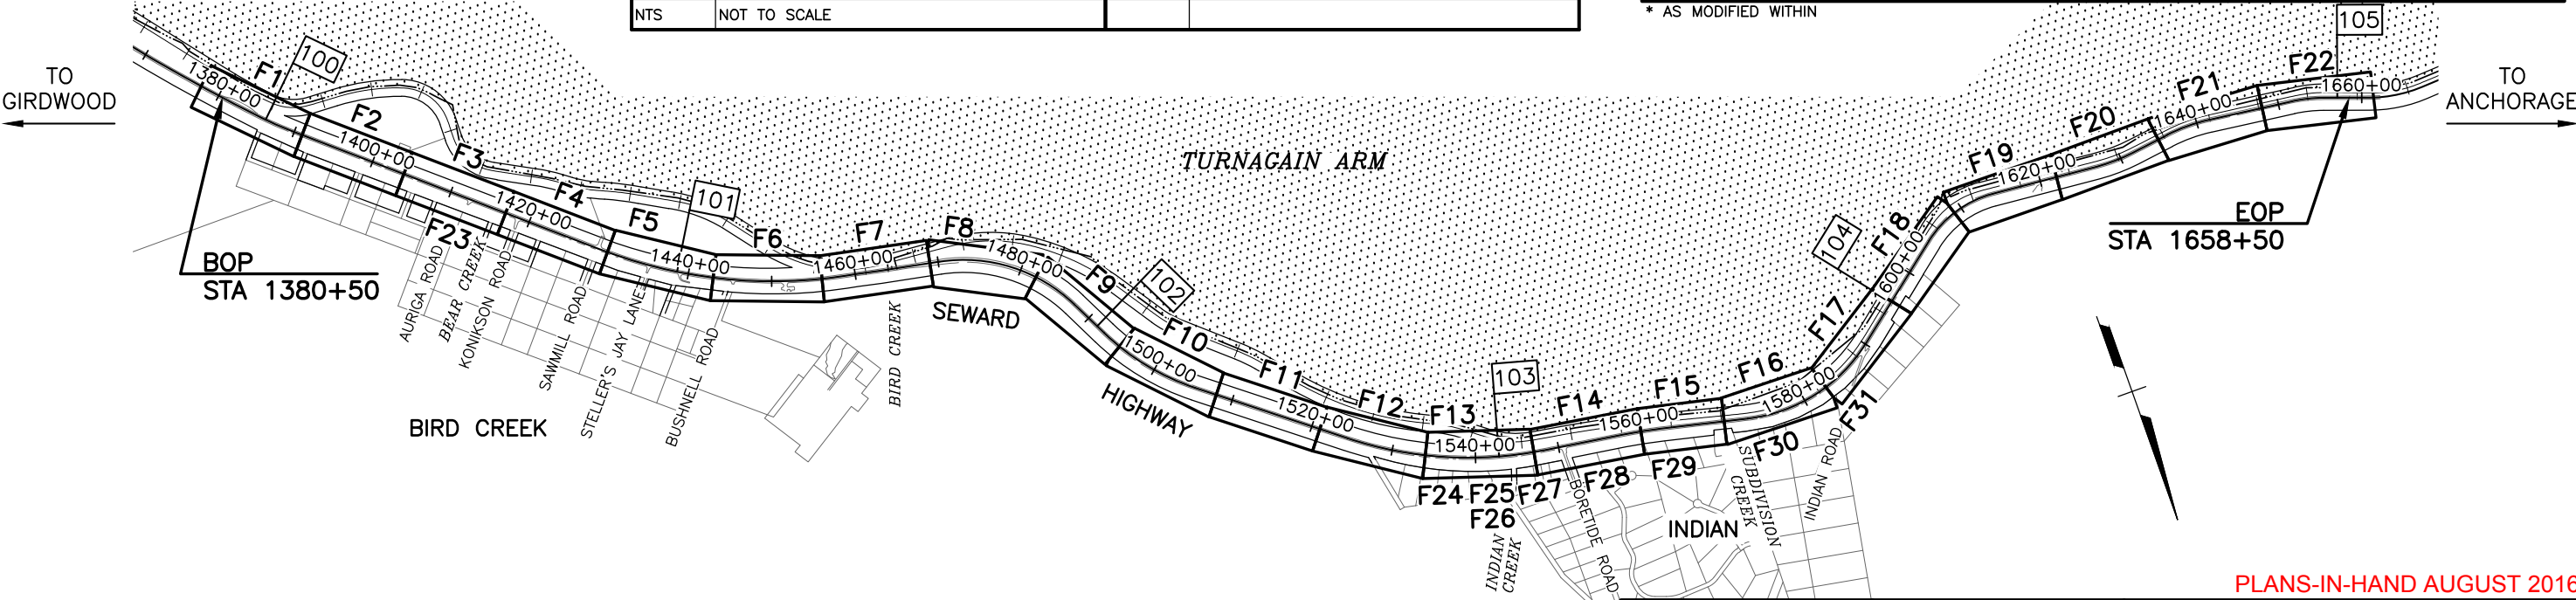 NTS NOT TO SCALE
* AS MODIFIED WITHIN
TO
GIRDWOOD
TO
ANCHORAGE
100
101
102
103
104
105
F1
F2
F3
F4
F5
F6
F7
F8
F9
F10
F11
F12
F13
F14
F15
F16
F17
F18
F19
F20
F21
F22
F23
F24
F25
F26
F27
F28
F29
F30
F31
1380+00
1400+00
1420+00
1440+00
1460+00
1480+00
1500+00
1520+00
1540+00
1560+00
1580+00
1600+00
1620+00
1640+00
1660+00
TURNAGAIN ARM
BOP
STA 1380+50
EOP
STA 1658+50
AURIGA ROAD
BEAR CREEK
KONIKSON ROAD
SAWMILL ROAD
STELLER'S JAY LANE
BUSHNELL ROAD
BIRD CREEK
BIRD CREEK
SEWARD
HIGHWAY
INDIAN
CREEK
BORETIDE ROAD
INDIAN
SUBDIVISION
CREEK
INDIAN ROAD
PLANS-IN-HAND AUGUST 2016